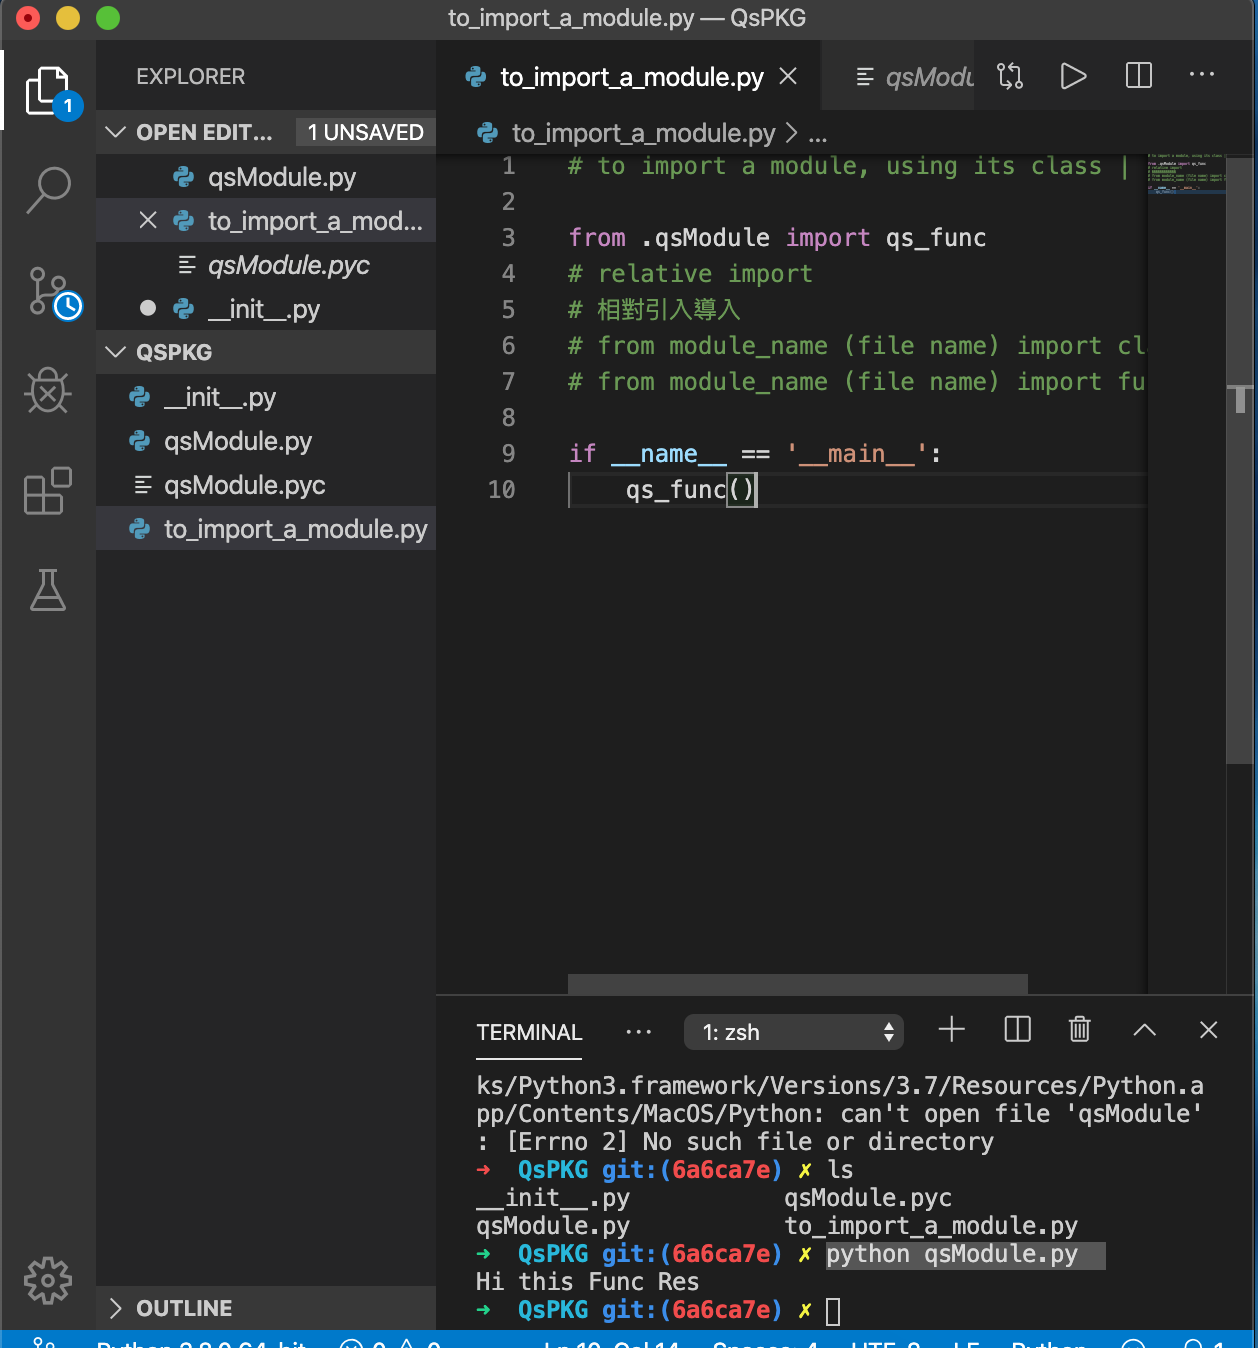 to_import_a_module.py — QsPKG
EXPLORER
1
OPEN EDIT... 1 UNSAVED
qsModule.py
to_import_a_mod...
qsModule.pyc
__init__.py
QSPKG
__init__.py
qsModule.py
qsModule.pyc
to_import_a_module.py
OUTLINE
to_import_a_module.py
qsModu
to_import_a_module.py > ...
1 # to import a module, using its class |
2
3 from .qsModule import qs_func
4 # relative import
5 # 相對引入導入
6 # from module_name (file name) import cl
7 # from module_name (file name) import fu
8
9 if __name__ == '__main__':
10 qs_func()
TERMINAL ... 1: zsh
ks/Python3.framework/Versions/3.7/Resources/Python.a
pp/Contents/MacOS/Python: can't open file 'qsModule'
: [Errno 2] No such file or directory
➜ QsPKG git:(6a6ca7e) ✗ ls
__init__.py qsModule.pyc
qsModule.py to_import_a_module.py
➜ QsPKG git:(6a6ca7e) ✗ python qsModule.py
Hi this Func Res
➜ QsPKG git:(6a6ca7e) ✗